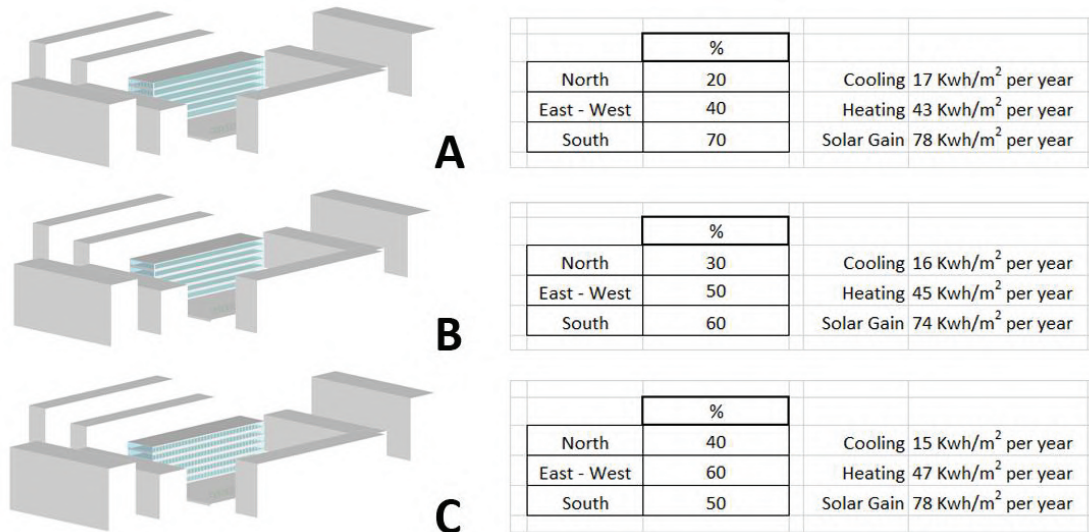 %
North 20 Cooling 17 Kwh/m² per year
East - West 40 Heating 43 Kwh/m² per year
South 70 Solar Gain 78 Kwh/m² per year
A
%
North 30 Cooling 16 Kwh/m² per year
East - West 50 Heating 45 Kwh/m² per year
South 60 Solar Gain 74 Kwh/m² per year
B
%
North 40 Cooling 15 Kwh/m² per year
East - West 60 Heating 47 Kwh/m² per year
South 50 Solar Gain 78 Kwh/m² per year
C